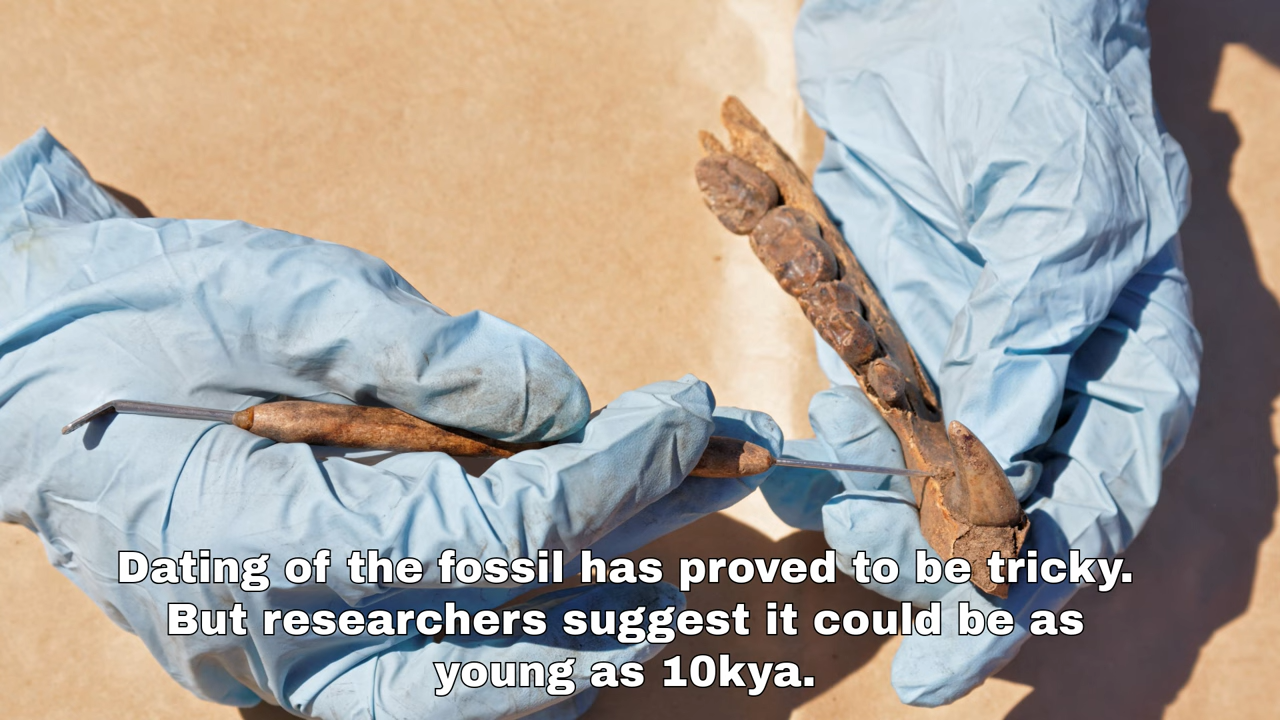 Dating of the fossil has proved to be tricky.
But researchers suggest it could be as
young as 10kya.